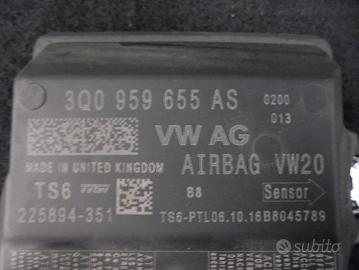 3Q0 959 655 AS 0200
013
VW AG
MADE IN UNITED KINGDOM AIRBAG VW20
TS6 TRW B8 Sensor
225894-351 TS6-PTL06.10.16B8045789
subito